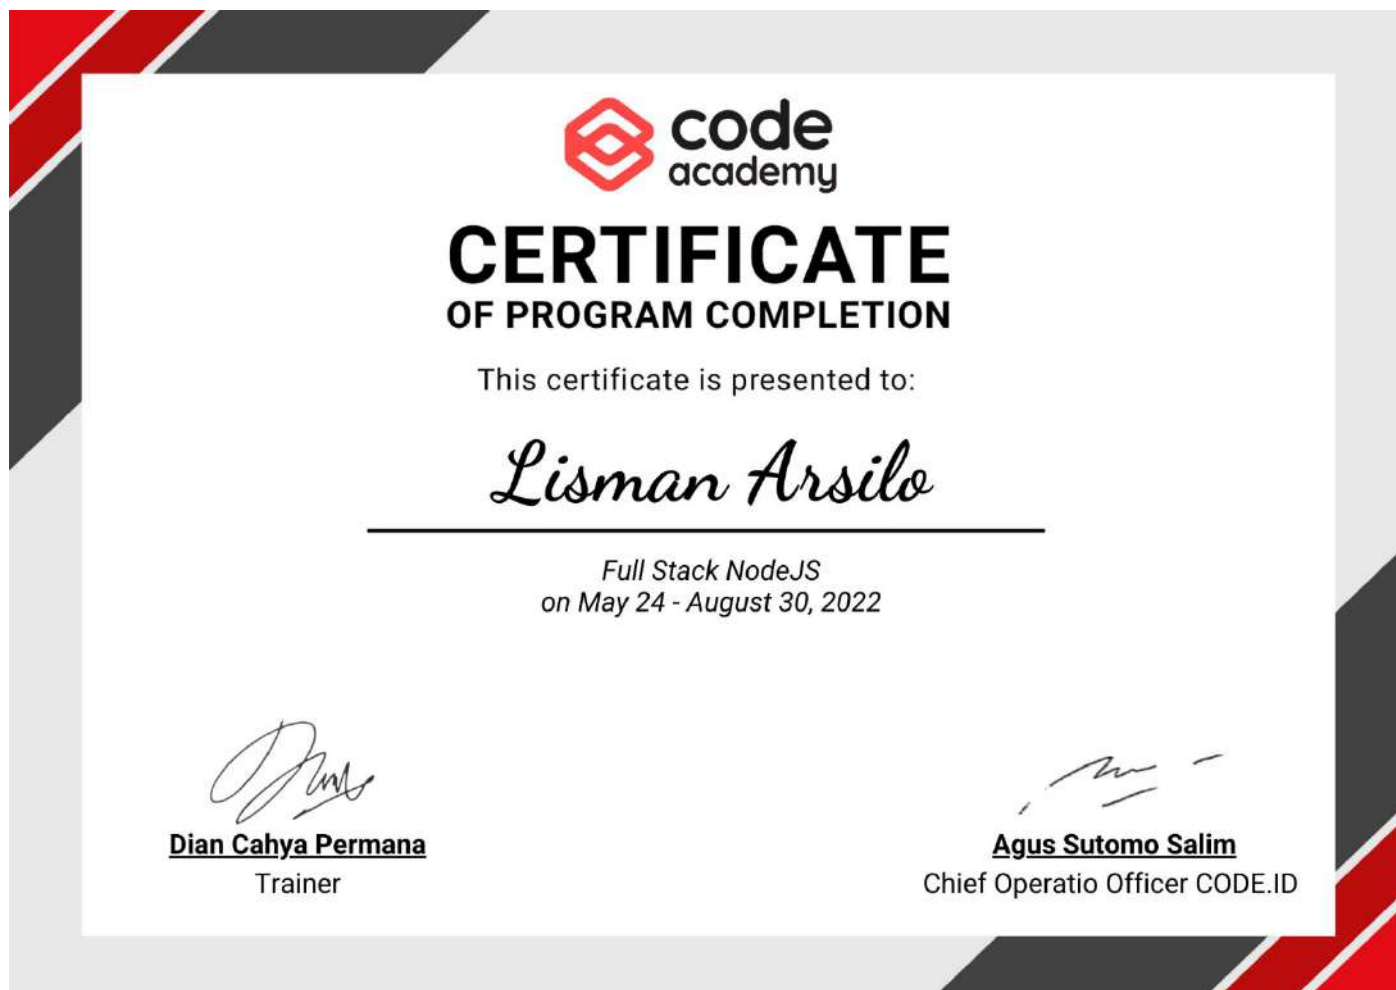 code
academy
CERTIFICATE
OF PROGRAM COMPLETION
This certificate is presented to:
Lisman Arsilo
Full Stack NodeJS
on May 24 - August 30, 2022
Dian Cahya Permana
Trainer
Agus Sutomo Salim
Chief Operatio Officer CODE.ID